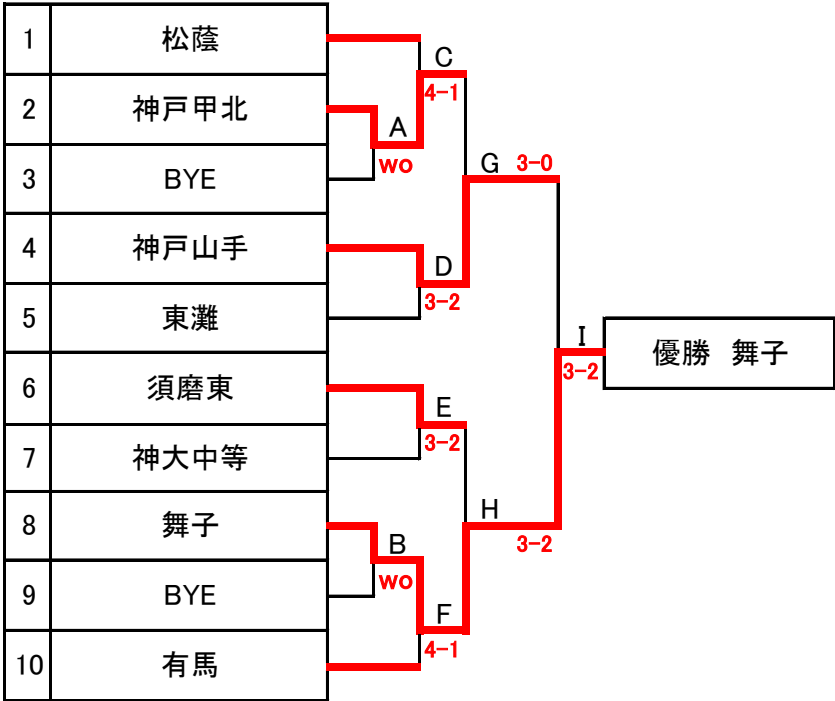 1 松蔭
C
4-1
2 神戸甲北
A
wo
G 3-0
3 BYE
4 神戸山手
D
3-2
5 東灘
I
3-2
優勝 舞子
6 須磨東
E
3-2
7 神大中等
H
3-2
8 舞子
B
wo
9 BYE
F
4-1
10 有馬